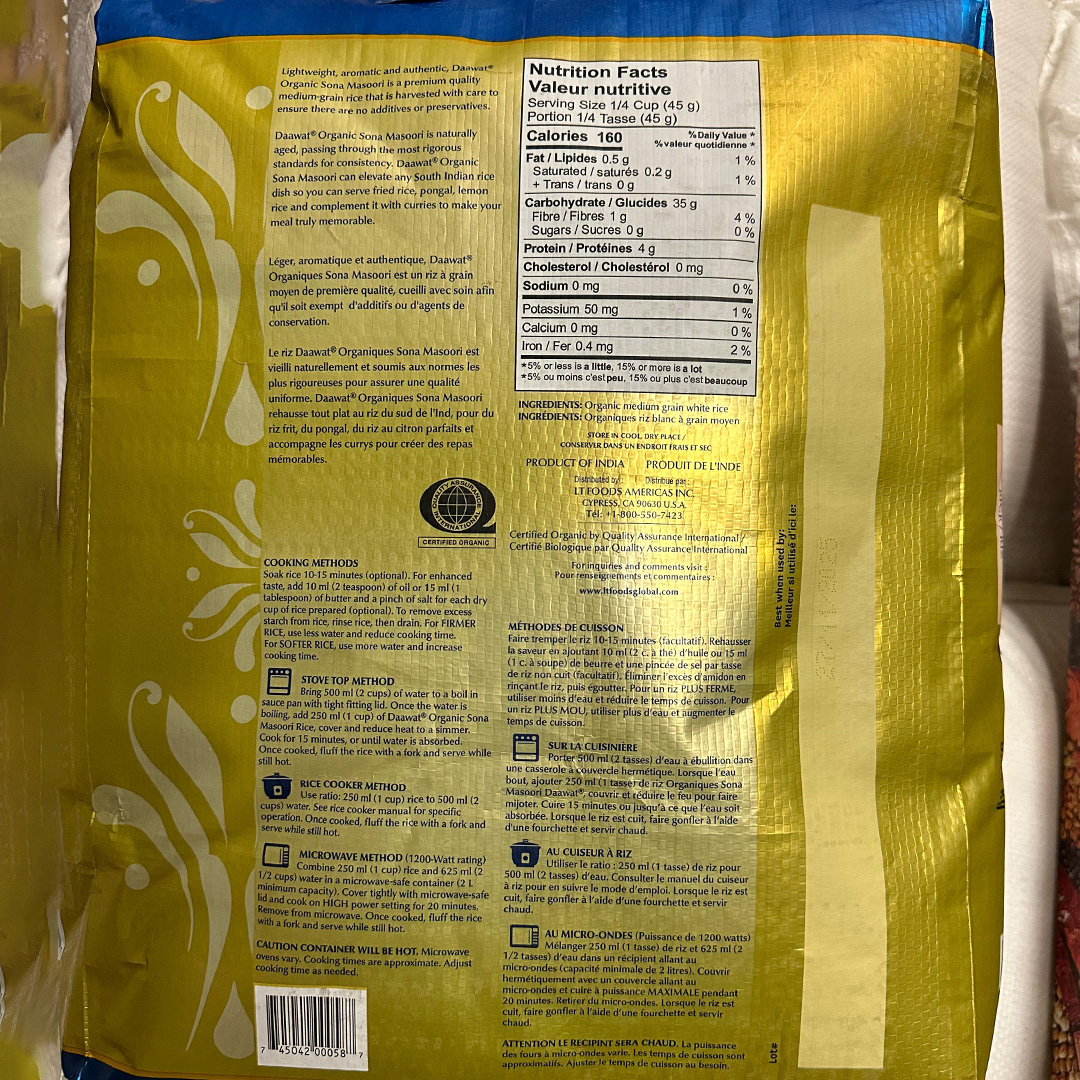 Lightweight, aromatic and authentic, Daawat®
Organic Sona Masoori is a premium quality
medium-grain rice that is harvested with care to
ensure there are no additives or preservatives.
Daawat® Organic Sona Masoori is naturally
aged, passing through the most rigorous
standards for consistency. Daawat® Organic
Sona Masoori can elevate any South Indian rice
dish so you can serve fried rice, pongal, lemon
rice and complement it with curries to make your
meal truly memorable.
Léger, aromatique et authentique, Daawat®
Organiques Sona Masoori est un riz à grain
moyen de première qualité, cueilli avec soin afin
qu'il soit exempt d'additifs ou d'agents de
conservation.
Le riz Daawat® Organiques Sona Masoori est
vieilli naturellement et soumis aux normes les
plus rigoureuses pour assurer une qualité
uniforme. Daawat® Organiques Sona Masoori
rehausse tout plat au riz du sud de l'Ind, pour du
riz frit, du pongal, du riz au citron parfaits et
accompagne les currys pour créer des repas
mémorables.
QUALITY ASSURANCE
INTERNATIONAL
CERTIFIED ORGANIC
COOKING METHODS
Soak rice 10-15 minutes (optional). For enhanced
taste, add 10 ml (2 teaspoon) of oil or 15 ml (1
tablespoon) of butter and a pinch of salt for each dry
cup of rice prepared (optional). To remove excess
starch from rice, rinse rice, then drain. For FIRMER
RICE, use less water and reduce cooking time.
For SOFTER RICE, use more water and increase
cooking time.
STOVE TOP METHOD
Bring 500 ml (2 cups) of water to a boil in
sauce pan with tight fitting lid. Once the water is
boiling, add 250 ml (1 cup) of Daawat® Organic Sona
Masoori Rice, cover and reduce heat to a simmer.
Cook for 15 minutes, or until water is absorbed.
Once cooked, fluff the rice with a fork and serve while
still hot.
RICE COOKER METHOD
Use ratio: 250 ml (1 cup) rice to 500 ml (2
cups) water. See rice cooker manual for specific
operation. Once cooked, fluff the rice with a fork and
serve while still hot.
MICROWAVE METHOD (1200-Watt rating)
Combine 250 ml (1 cup) rice and 625 ml (2
1/2 cups) water in a microwave-safe container (2 L
minimum capacity). Cover tightly with microwave-safe
lid and cook on HIGH power setting for 20 minutes.
Remove from microwave. Once cooked, fluff the rice
with a fork and serve while still hot.
CAUTION CONTAINER WILL BE HOT. Microwave
ovens vary. Cooking times are approximate. Adjust
cooking time as needed.
7 45042 00058 7
Nutrition Facts
Valeur nutritive
Serving Size 1/4 Cup (45 g)
Portion 1/4 Tasse (45 g)
Calories 160
% Daily Value *
% valeur quotidienne *
Fat / Lipides 0.5 g 1 %
Saturated / saturés 0.2 g
+ Trans / trans 0 g 1 %
Carbohydrate / Glucides 35 g
Fibre / Fibres 1 g 4 %
Sugars / Sucres 0 g 0 %
Protein / Protéines 4 g
Cholesterol / Cholestérol 0 mg
Sodium 0 mg 0 %
Potassium 50 mg 1 %
Calcium 0 mg 0 %
Iron / Fer 0.4 mg 2 %
*5% or less is a little, 15% or more is a lot
*5% ou moins c'est peu, 15% ou plus c'est beaucoup
INGREDIENTS: Organic medium grain white rice
INGRÉDIENTS: Organiques riz blanc à grain moyen
STORE IN COOL DRY PLACE /
CONSERVER DANS UN ENDROIT FRAIS ET SEC
PRODUCT OF INDIA PRODUIT DE L'INDE
Distributed by : Distribué par :
LT FOODS AMERICAS INC.
CYPRESS, CA 90630 U.S.A.
Tel: +1-800-550-7423
Certified Organic by Quality Assurance International /
Certifié Biologique par Quality Assurance International
For inquiries and comments visit :
Pour renseignements et commentaires :
www.ltfoodsglobal.com
MÉTHODES DE CUISSON
Faire tremper le riz 10-15 minutes (facultatif). Rehausser
la saveur en ajoutant 10 ml (2 c. à thé) d'huile ou 15 ml
(1 c. à soupe) de beurre et une pincée de sel par tasse
de riz non cuit (facultatif). Éliminer l'excès d'amidon en
rinçant le riz, puis égoutter. Pour un riz PLUS FERME,
utiliser moins d'eau et réduire le temps de cuisson. Pour
un riz PLUS MOU, utiliser plus d'eau et augmenter le
temps de cuisson.
SUR LA CUISINIÈRE
Porter 500 ml (2 tasses) d'eau à ébullition dans
une casserole à couvercle hermétique. Lorsque l'eau
bout, ajouter 250 ml (1 tasse) de riz Organiques Sona
Masoori Daawat®, couvrir et réduire le feu pour faire
mijoter. Cuire 15 minutes ou jusqu'à ce que l'eau soit
absorbée. Lorsque le riz est cuit, faire gonfler à l'aide
d'une fourchette et servir chaud.
AU CUISEUR À RIZ
Utiliser le ratio : 250 ml (1 tasse) de riz pour
500 ml (2 tasses) d'eau. Consulter le manuel du cuiseur
à riz pour en suivre le mode d'emploi. Lorsque le riz est
cuit, faire gonfler à l'aide d'une fourchette et servir
chaud.
AU MICRO-ONDES (Puissance de 1200 watts)
Mélanger 250 ml (1 tasse) de riz et 625 ml (2
1/2 tasses) d'eau dans un récipient allant au
micro-ondes (capacité minimale de 2 litres). Couvrir
hermétiquement avec un couvercle allant au
micro-ondes et cuire à puissance MAXIMALE pendant
20 minutes. Retirer du micro-ondes. Lorsque le riz est
cuit, faire gonfler à l'aide d'une fourchette et servir
chaud.
ATTENTION LE RECIPINT SERA CHAUD. La puissance
des fours à micro-ondes varie. Les temps de cuisson sont
approximatifs. Ajuster le temps de cuisson au besoin.
Best when used by:
Meilleur si utilisé d'ici le:
Lot#